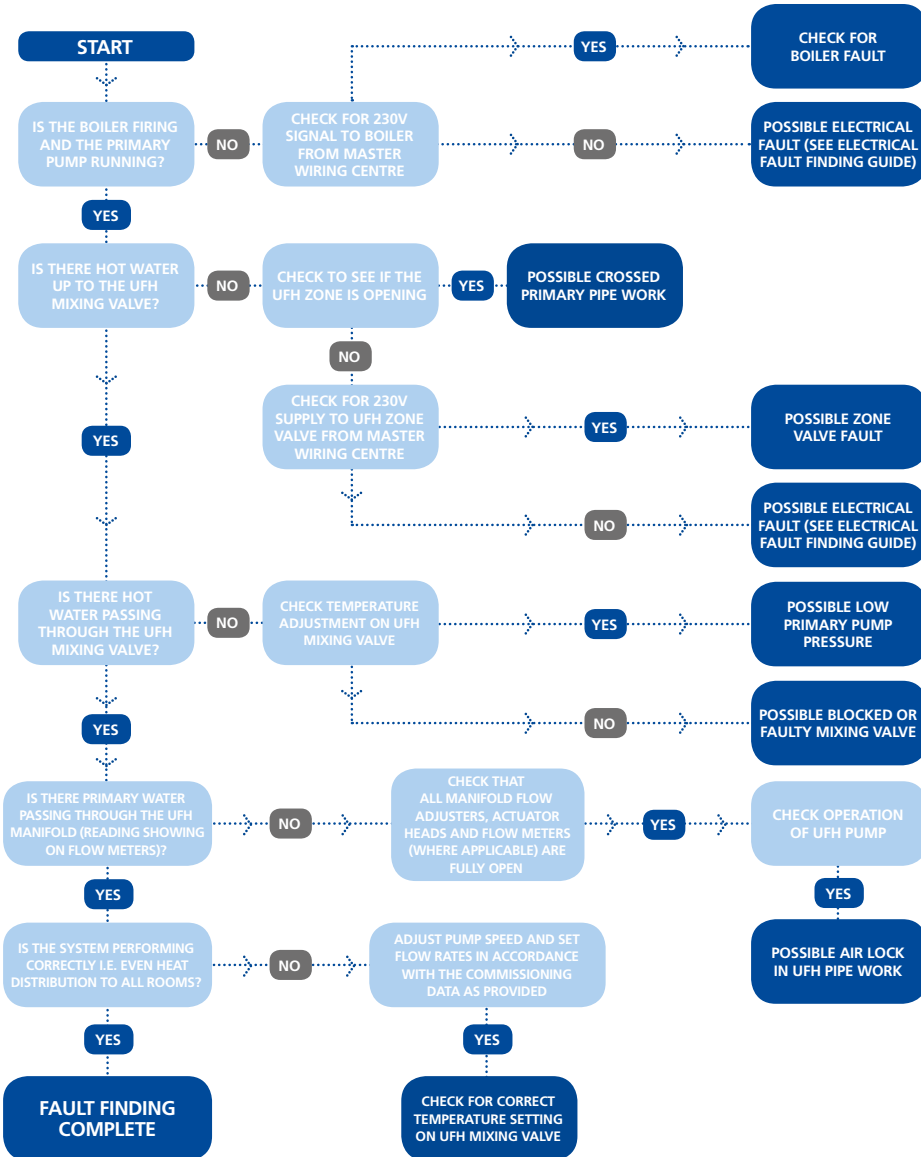 START
YES
CHECK FOR
BOILER FAULT
IS THE BOILER FIRING
AND THE PRIMARY
PUMP RUNNING?
NO
CHECK FOR 230V
SIGNAL TO BOILER
FROM MASTER
WIRING CENTRE
NO
POSSIBLE ELECTRICAL
FAULT (SEE ELECTRICAL
FAULT FINDING GUIDE)
YES
IS THERE HOT WATER
UP TO THE UFH
MIXING VALVE?
NO
CHECK TO SEE IF THE
UFH ZONE IS OPENING
YES
POSSIBLE CROSSED
PRIMARY PIPE WORK
NO
YES
CHECK FOR 230V
SUPPLY TO UFH ZONE
VALVE FROM MASTER
WIRING CENTRE
YES
POSSIBLE ZONE
VALVE FAULT
NO
POSSIBLE ELECTRICAL
FAULT (SEE ELECTRICAL
FAULT FINDING GUIDE)
IS THERE HOT
WATER PASSING
THROUGH THE UFH
MIXING VALVE?
NO
CHECK TEMPERATURE
ADJUSTMENT ON UFH
MIXING VALVE
YES
POSSIBLE LOW
PRIMARY PUMP
PRESSURE
YES
NO
POSSIBLE BLOCKED OR
FAULTY MIXING VALVE
IS THERE PRIMARY WATER
PASSING THROUGH THE UFH
MANIFOLD (READING SHOWING
ON FLOW METERS)?
NO
CHECK THAT
ALL MANIFOLD FLOW
ADJUSTERS, ACTUATOR
HEADS AND FLOW METERS
(WHERE APPLICABLE) ARE
FULLY OPEN
YES
CHECK OPERATION
OF UFH PUMP
YES
YES
IS THE SYSTEM PERFORMING
CORRECTLY I.E. EVEN HEAT
DISTRIBUTION TO ALL ROOMS?
NO
ADJUST PUMP SPEED AND SET
FLOW RATES IN ACCORDANCE
WITH THE COMMISSIONING
DATA AS PROVIDED
POSSIBLE AIR LOCK
IN UFH PIPE WORK
YES
YES
FAULT FINDING
COMPLETE
CHECK FOR CORRECT
TEMPERATURE SETTING
ON UFH MIXING VALVE